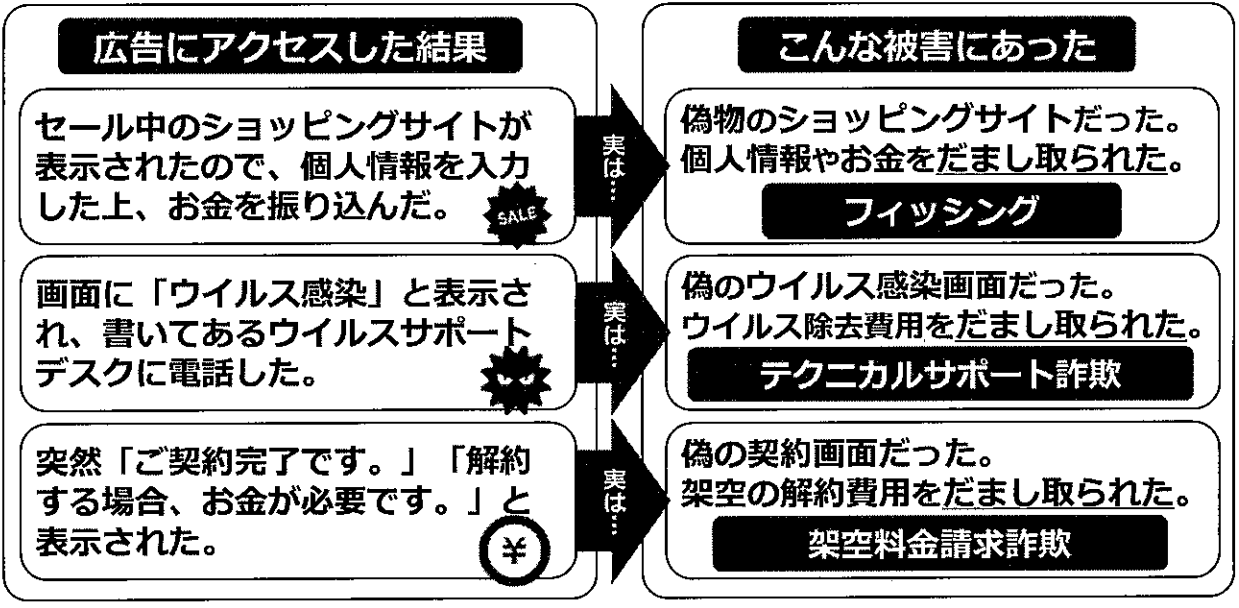 広告にアクセスした結果
こんな被害にあった
セール中のショッピングサイトが
表示されたので、個人情報を入力
した上、お金を振り込んだ。
SALE
実は…
偽物のショッピングサイトだった。
個人情報やお金をだまし取られた。
フィッシング
画面に「ウイルス感染」と表示さ
れ、書いてあるウイルスサポート
デスクに電話した。
実は…
偽のウイルス感染画面だった。
ウイルス除去費用をだまし取られた。
テクニカルサポート詐欺
突然「ご契約完了です。」「解約
する場合、お金が必要です。」と
表示された。
¥
実は…
偽の契約画面だった。
架空の解約費用をだまし取られた。
架空料金請求詐欺